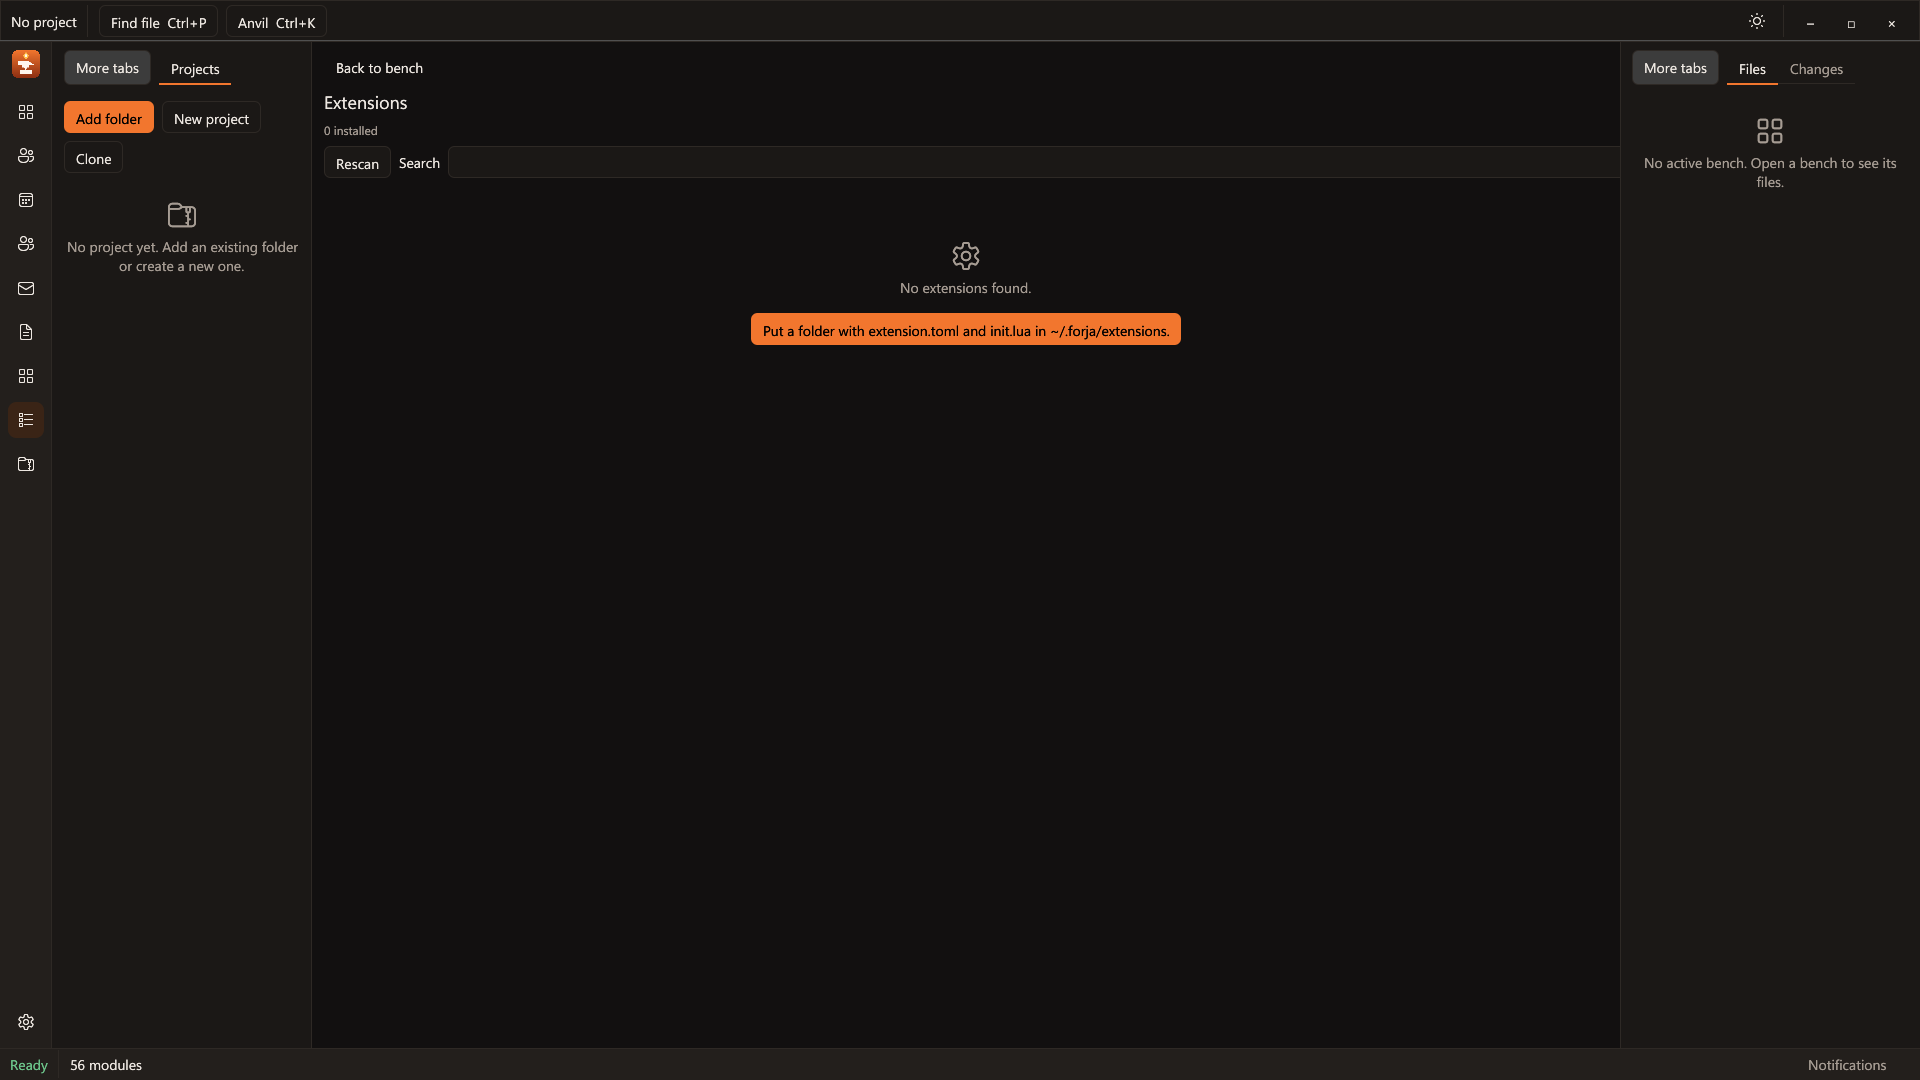 No project
Find file Ctrl+P
Anvil Ctrl+K
More tabs
Projects
Add folder
New project
Clone
No project yet. Add an existing folder
or create a new one.
Back to bench
Extensions
0 installed
Rescan
Search
No extensions found.
Put a folder with extension.toml and init.lua in ~/.forja/extensions.
More tabs
Files
Changes
No active bench. Open a bench to see its
files.
Ready
56 modules
Notifications